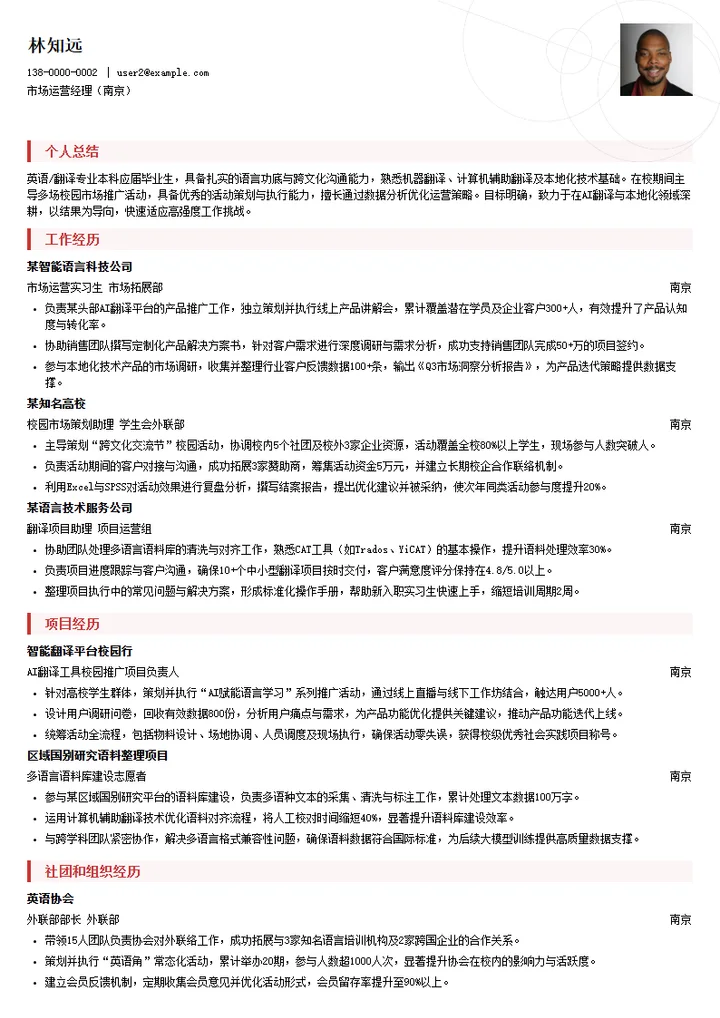 林知远
138-0000-0002 | user2@example.com
市场运营经理（南京）
个人总结
英语/翻译专业本科应届毕业生，具备扎实的语言功底与跨文化沟通能力，熟悉机器翻译、计算机辅助翻译及本地化技术基础。在校期间主
导多场校园市场推广活动，具备优秀的活动策划与执行能力，擅长通过数据分析优化运营策略。目标明确，致力于在AI翻译与本地化领域深
耕，以结果为导向，快速适应高强度工作挑战。
工作经历
某智能语言科技公司
市场运营实习生 市场拓展部 南京
• 负责某头部AI翻译平台的产品推广工作，独立策划并执行线上产品讲解会，累计覆盖潜在学员及企业客户300+人，有效提升了产品认知
度与转化率。
• 协助销售团队撰写定制化产品解决方案书，针对客户需求进行深度调研与需求分析，成功支持销售团队完成50+万的项目签约。
• 参与本地化技术产品的市场调研，收集并整理行业客户反馈数据100+条，输出《Q3市场洞察分析报告》，为产品迭代策略提供数据支
撑。
某知名高校
校园市场策划助理 学生会外联部 南京
• 主导策划“跨文化交流节”校园活动，协调校内5个社团及校外3家企业资源，活动覆盖全校80%以上学生，现场参与人数突破人。
• 负责活动期间的客户对接与沟通，成功拓展3家赞助商，筹集活动资金5万元，并建立长期校企合作联络机制。
• 利用Excel与SPSS对活动效果进行复盘分析，撰写结案报告，提出优化建议并被采纳，使次年同类活动参与度提升20%。
某语言技术服务公司
翻译项目助理 项目运营组 南京
• 协助团队处理多语言语料库的清洗与对齐工作，熟悉CAT工具（如Trados、YiCAT）的基本操作，提升语料处理效率30%。
• 负责项目进度跟踪与客户沟通，确保10+个中小型翻译项目按时交付，客户满意度评分保持在4.8/5.0以上。
• 整理项目执行中的常见问题与解决方案，形成标准化操作手册，帮助新入职实习生快速上手，缩短培训周期2周。
项目经历
智能翻译平台校园行
AI翻译工具校园推广项目负责人 南京
• 针对高校学生群体，策划并执行“AI赋能语言学习”系列推广活动，通过线上直播与线下工作坊结合，触达用户5000+人。
• 设计用户调研问卷，回收有效数据800份，分析用户痛点与需求，为产品功能优化提供关键建议，推动产品功能迭代上线。
• 统筹活动全流程，包括物料设计、场地协调、人员调度及现场执行，确保活动零失误，获得校级优秀社会实践项目称号。
区域国别研究语料整理项目
多语言语料库建设志愿者 南京
• 参与某区域国别研究平台的语料库建设，负责多语种文本的采集、清洗与标注工作，累计处理文本数据100万字。
• 运用计算机辅助翻译技术优化语料对齐流程，将人工校对时间缩短40%，显著提升语料库建设效率。
• 与跨学科团队紧密协作，解决多语言格式兼容性问题，确保语料数据符合国际标准，为后续大模型训练提供高质量数据支撑。
社团和组织经历
英语协会
外联部部长 外联部 南京
• 带领15人团队负责协会对外联络工作，成功拓展与3家知名语言培训机构及2家跨国企业的合作关系。
• 策划并执行“英语角”常态化活动，累计举办20期，参与人数超1000人次，显著提升协会在校内的影响力与活跃度。
• 建立会员反馈机制，定期收集会员意见并优化活动形式，会员留存率提升至90%以上。